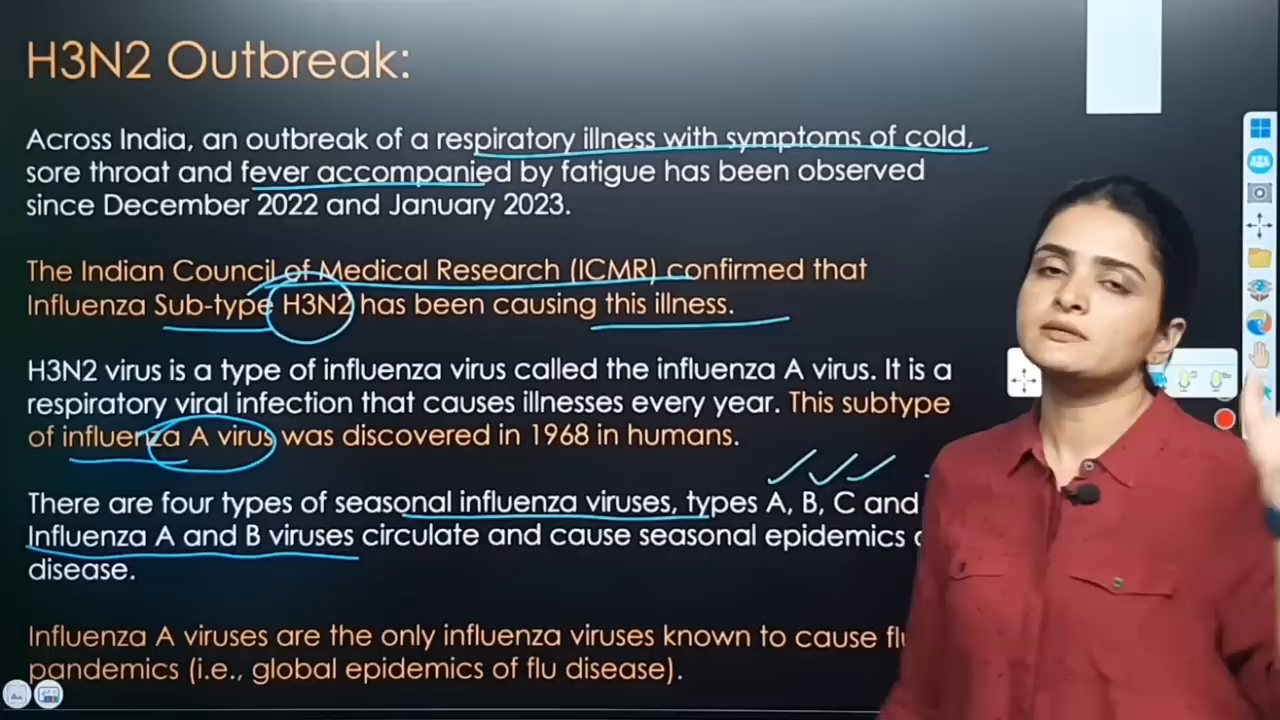 H3N2 Outbreak:
Across India, an outbreak of a respiratory illness with symptoms of cold,
sore throat and fever accompanied by fatigue has been observed
since December 2022 and January 2023.
The Indian Council of Medical Research (ICMR) confirmed that
Influenza Sub-type H3N2 has been causing this illness.
H3N2 virus is a type of influenza virus called the influenza A virus. It is a
respiratory viral infection that causes illnesses every year. This subtype
of influenza A virus was discovered in 1968 in humans.
There are four types of seasonal influenza viruses, types A, B, C and
Influenza A and B viruses circulate and cause seasonal epidemics
disease.
Influenza A viruses are the only influenza viruses known to cause
pandemics (i.e., global epidemics of flu disease).